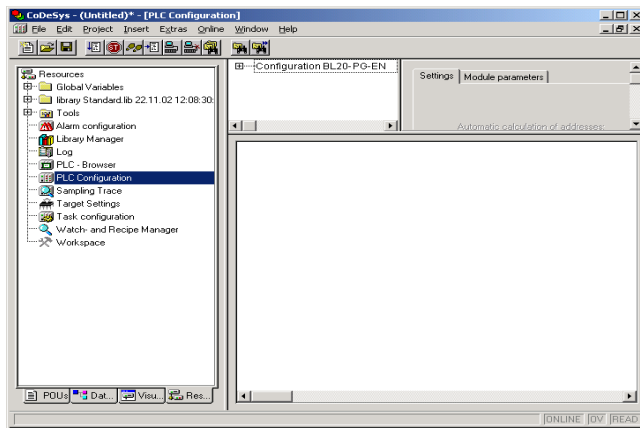 CoDeSys - (Untitled)* - [PLC Configuration]
File Edit Project Insert Extras Online Window Help
Resources
Global Variables
library Standard.lib 22.11.02 12:08:30:
Tools
Alarm configuration
Library Manager
Log
PLC - Browser
PLC Configuration
Sampling Trace
Target Settings
Task configuration
Watch- and Recipe Manager
Workspace
Configuration BL20-PG-EN
Settings Module parameters
Automatic calculation of addresses:
POUs Dat... Visu... Res...
ONLINE OV READ